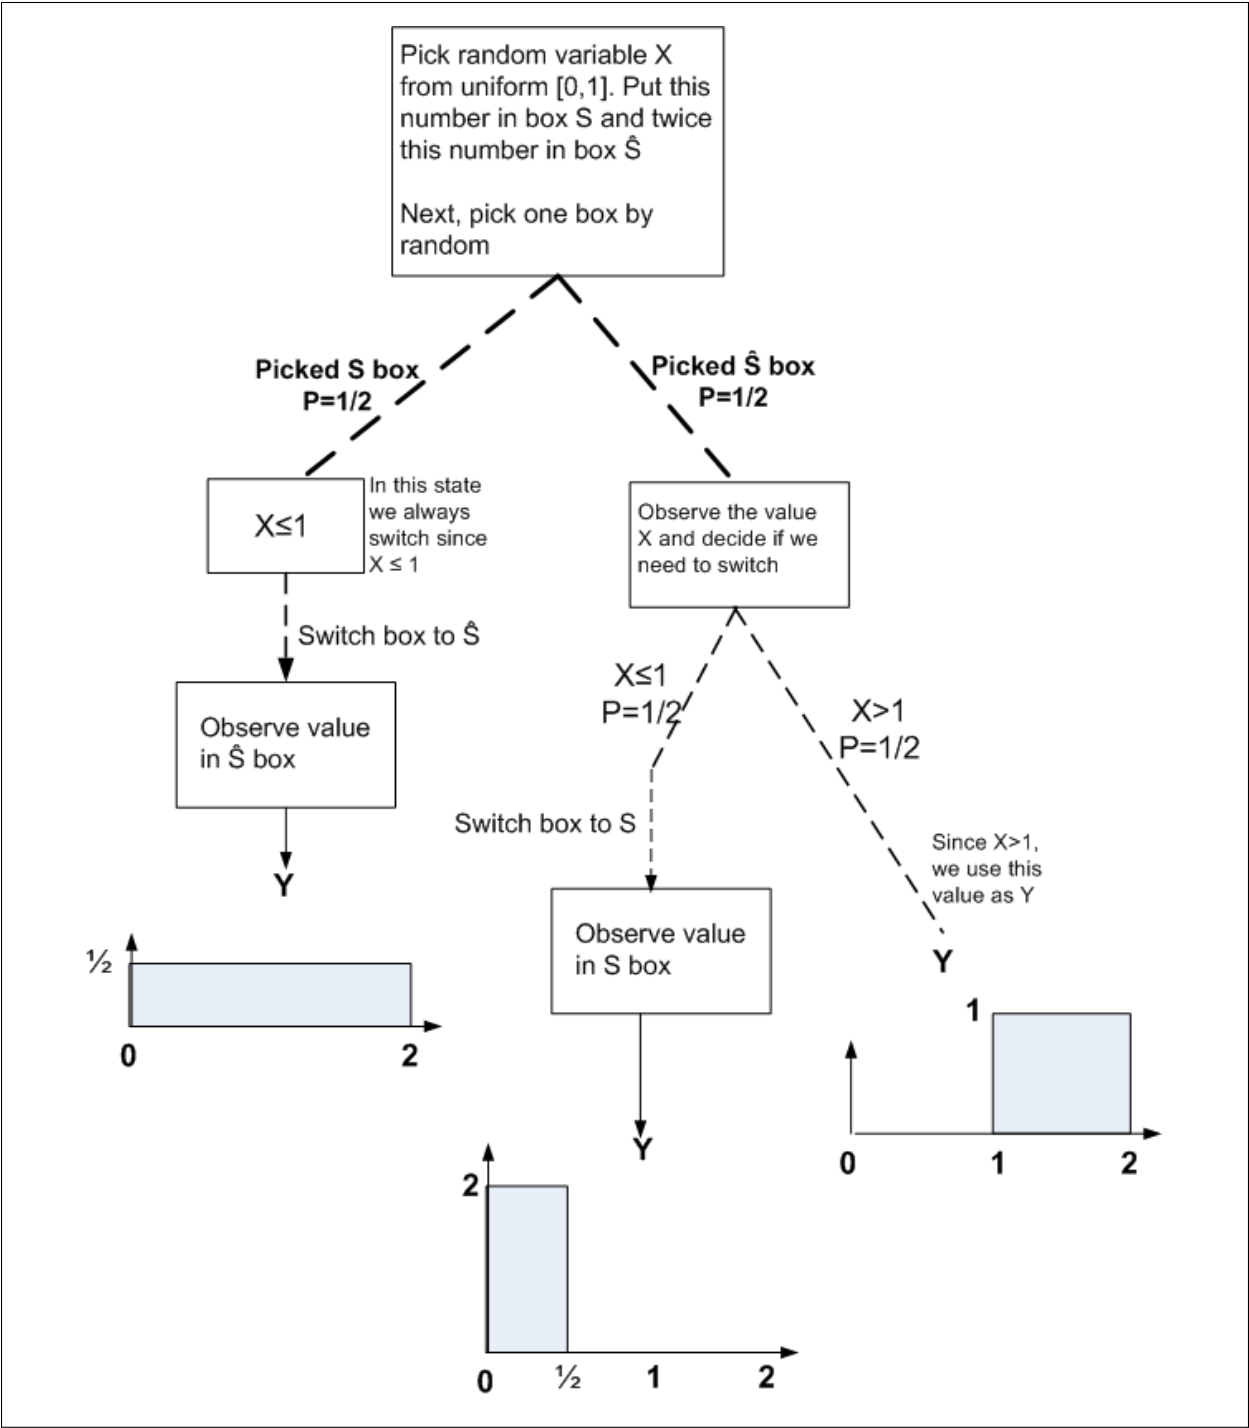 Pick random variable X
from uniform [0,1]. Put this
number in box S and twice
this number in box Ŝ
Next, pick one box by
random
Picked S box
P=1/2
Picked Ŝ box
P=1/2
X≤1
In this state
we always
switch since
X ≤ 1
Observe the value
X and decide if we
need to switch
Switch box to Ŝ
Observe value
in Ŝ box
Y
½
0 2
X≤1
P=1/2
X>1
P=1/2
Switch box to S
Since X>1,
we use this
value as Y
Observe value
in S box
Y
1
0 1 2
Y
2
0 ½ 1 2